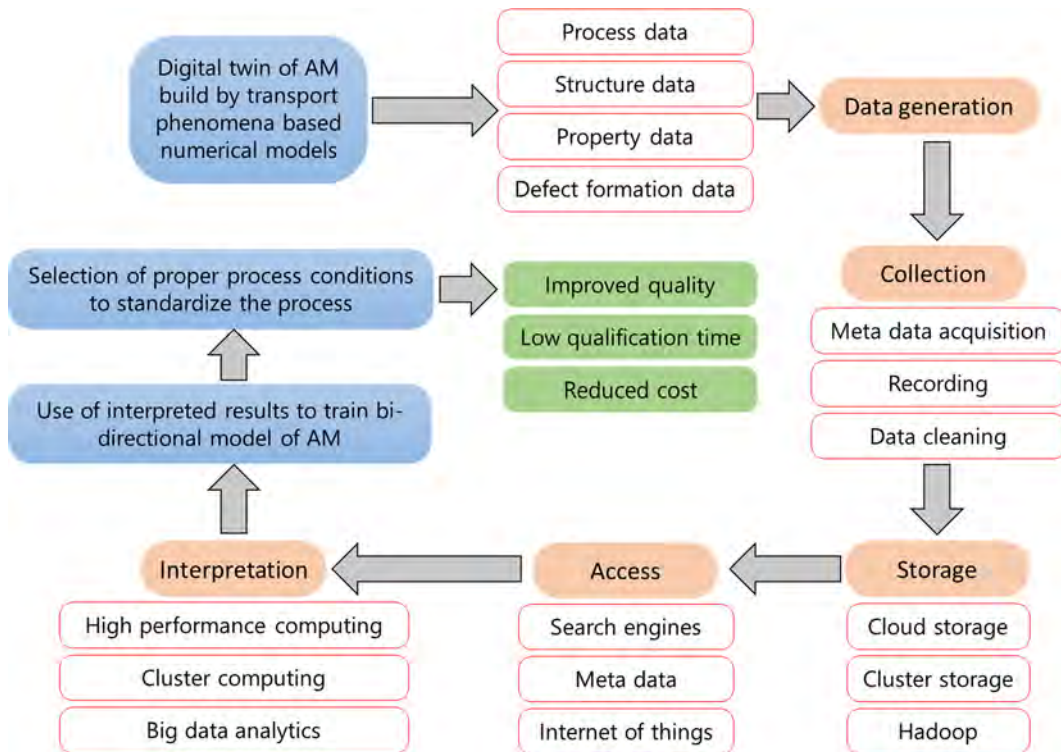 Digital twin of AM
build by transport
phenomena based
numerical models
Process data
Structure data
Property data
Defect formation data
Data generation
Collection
Meta data acquisition
Recording
Data cleaning
Storage
Cloud storage
Cluster storage
Hadoop
Access
Search engines
Meta data
Internet of things
Interpretation
High performance computing
Cluster computing
Big data analytics
Use of interpreted results to train bi-
directional model of AM
Selection of proper process conditions
to standardize the process
Improved quality
Low qualification time
Reduced cost